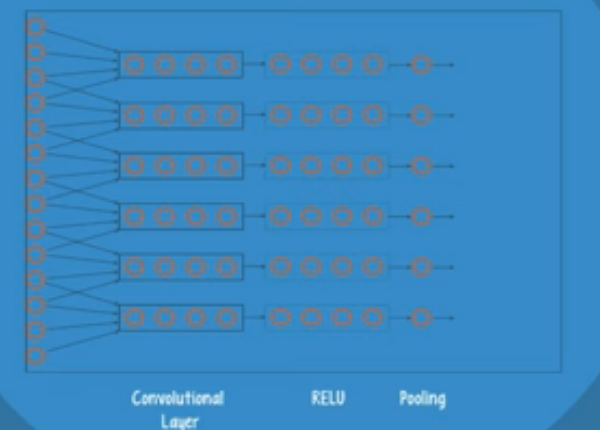 Convolutional
Layer
RELU
Pooling